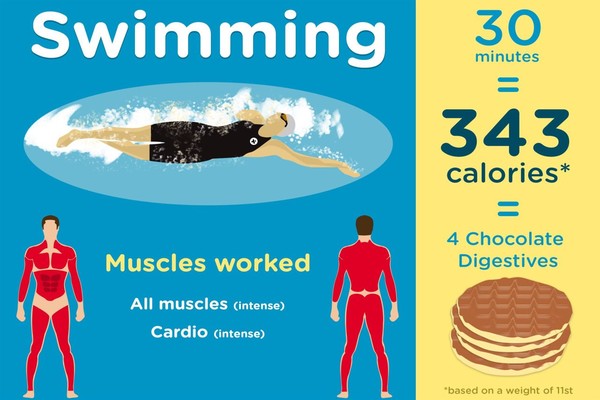 Swimming
Muscles worked
All muscles (intense)
Cardio (intense)
30
minutes
=
343
calories*
=
4 Chocolate
Digestives
*based on a weight of 11st